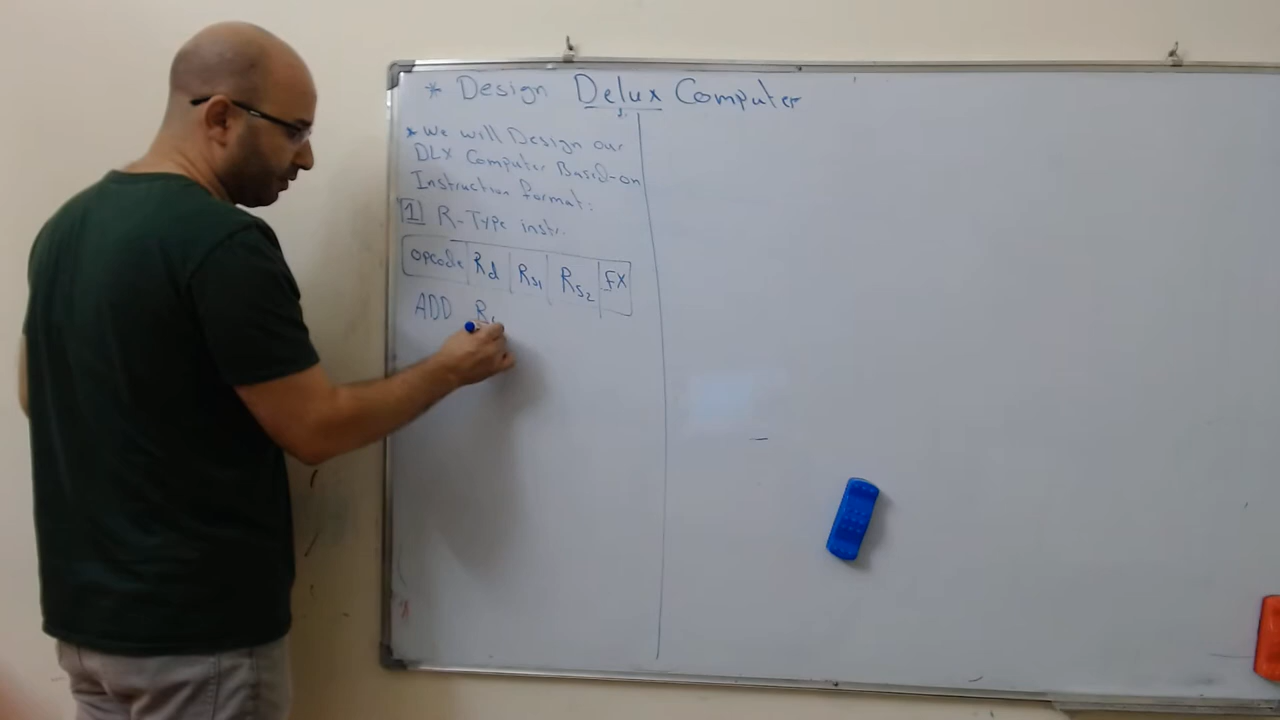 * Design Delux Computer
* We will Design our
DLX Computer Based-on
Instruction format:
1 R-Type instr.
opcode Rd Rs1 Rs2 fx
ADD R1